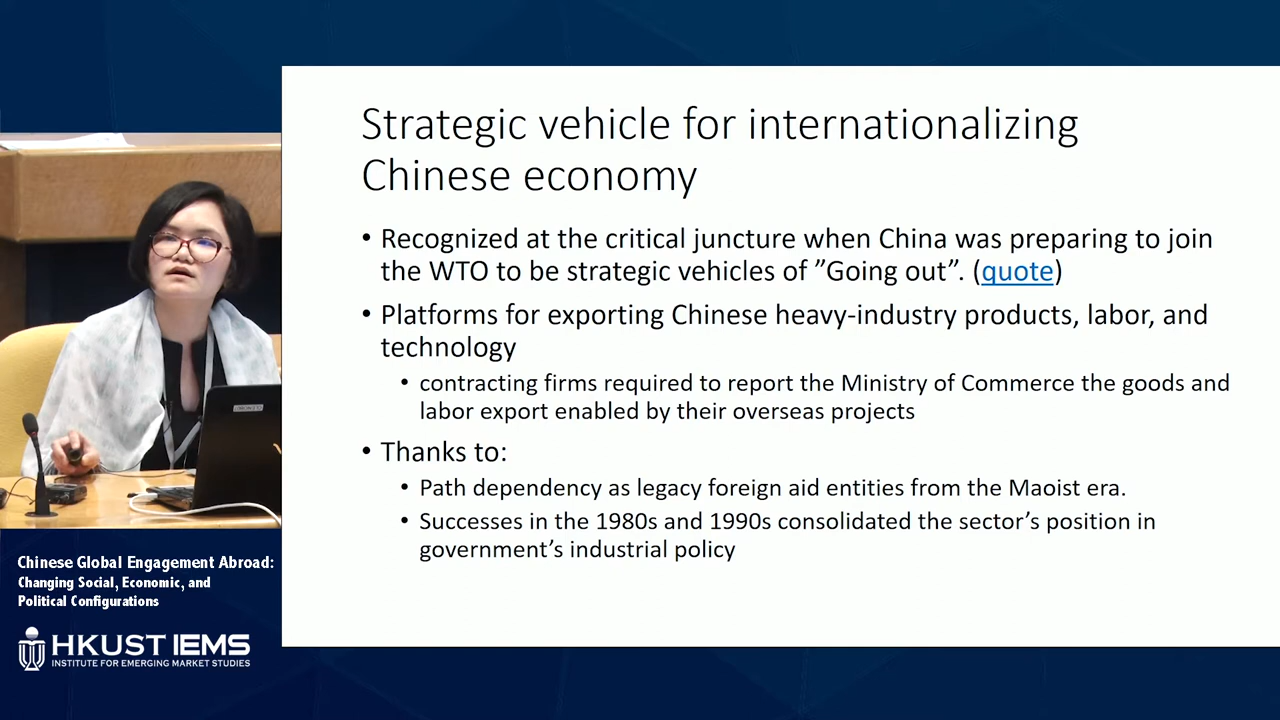 Strategic vehicle for internationalizing
Chinese economy
• Recognized at the critical juncture when China was preparing to join
the WTO to be strategic vehicles of ”Going out”. (quote)
• Platforms for exporting Chinese heavy-industry products, labor, and
technology
• contracting firms required to report the Ministry of Commerce the goods and
labor export enabled by their overseas projects
• Thanks to:
• Path dependency as legacy foreign aid entities from the Maoist era.
• Successes in the 1980s and 1990s consolidated the sector’s position in
government’s industrial policy
Chinese Global Engagement Abroad:
Changing Social, Economic, and
Political Configurations
HKUST IEMS
INSTITUTE FOR EMERGING MARKET STUDIES